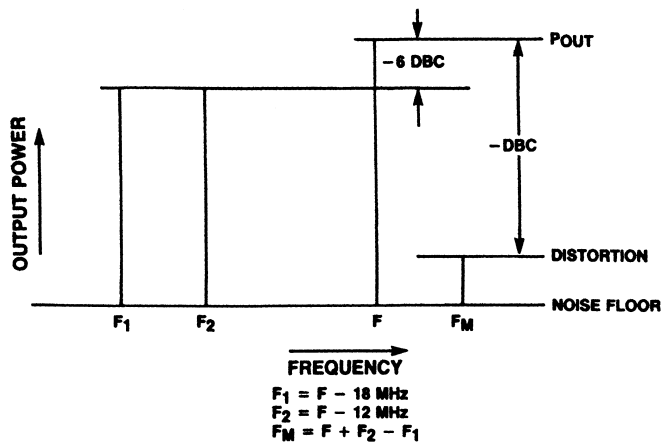 POUT
– 6 DBC
– DBC
OUTPUT POWER
DISTORTION
NOISE FLOOR
F1 F2 F FM
FREQUENCY
F1 = F – 18 MHz
F2 = F – 12 MHz
FM = F + F2 – F1